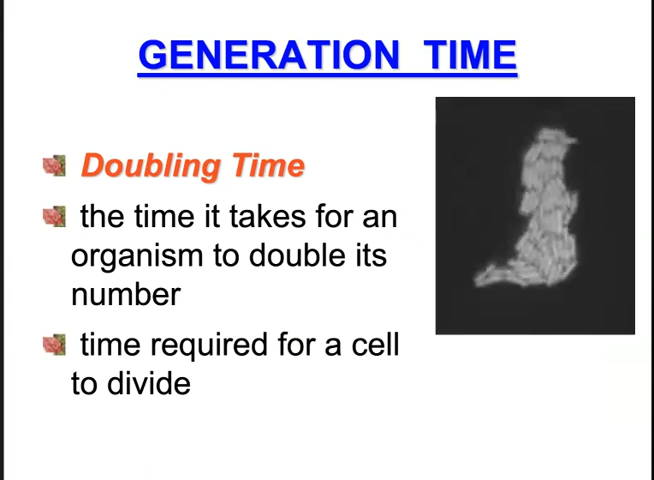 GENERATION TIME
Doubling Time
the time it takes for an
organism to double its
number
time required for a cell
to divide